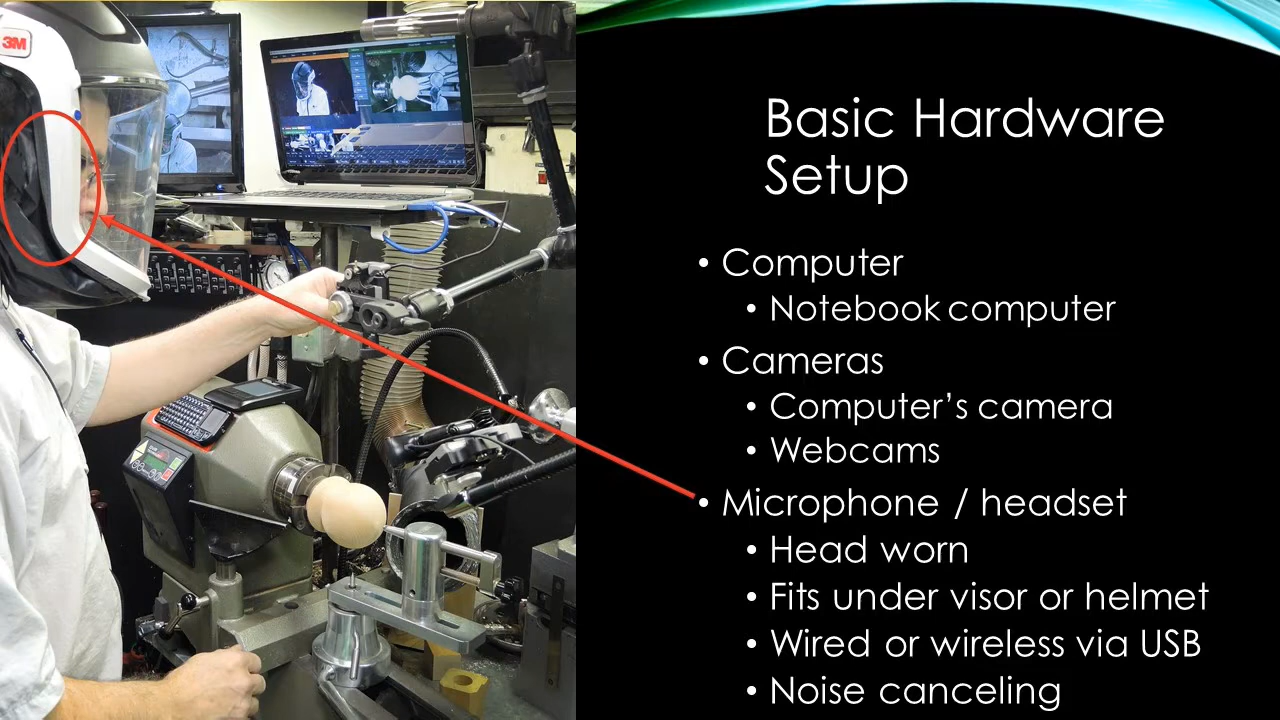 3M
Basic Hardware
Setup
• Computer
• Notebook computer
• Cameras
• Computer’s camera
• Webcams
• Microphone / headset
• Head worn
• Fits under visor or helmet
• Wired or wireless via USB
• Noise canceling